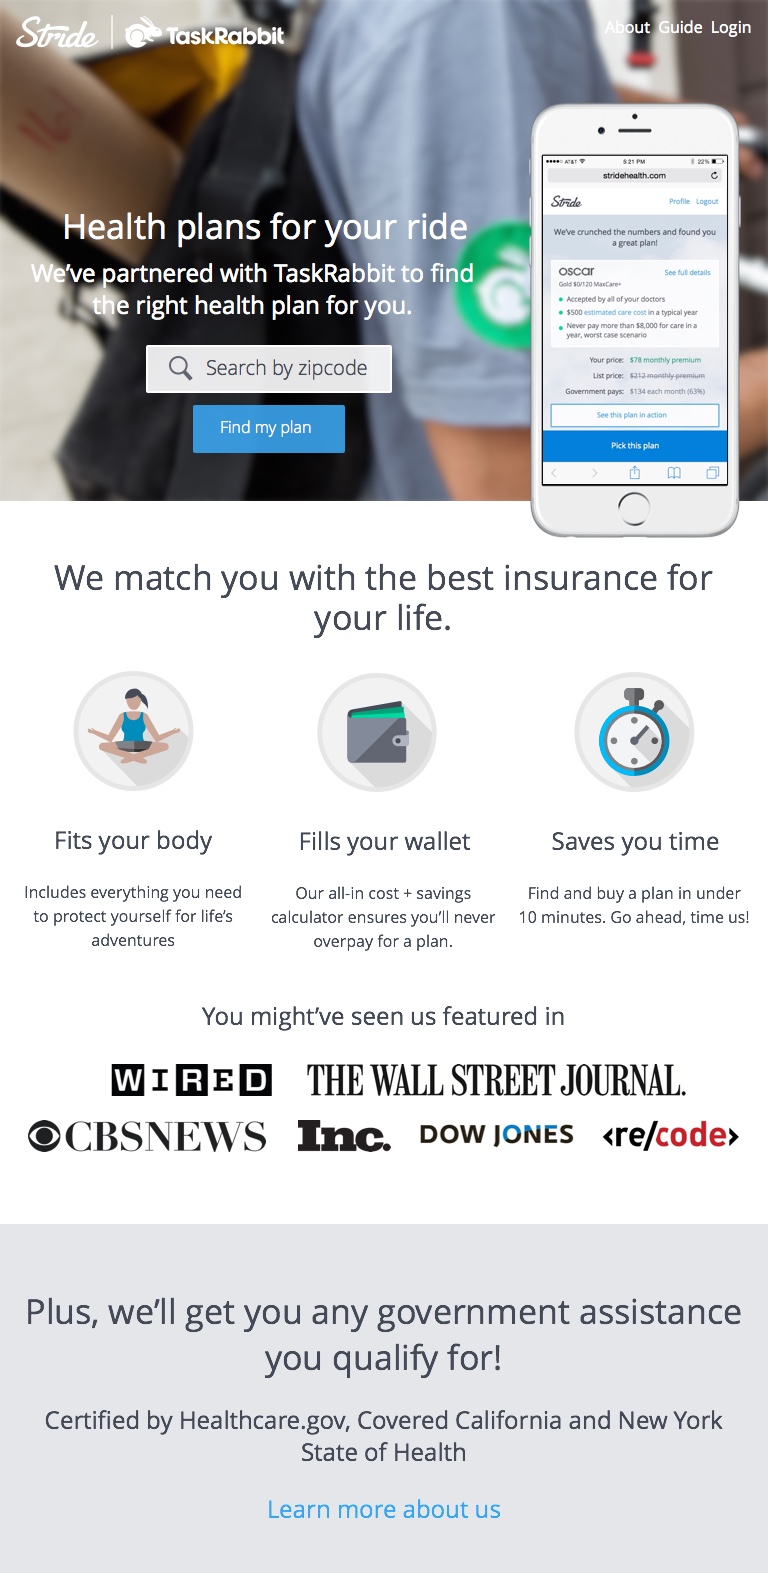 Stride | TaskRabbit
About Guide Login
Health plans for your ride
We've partnered with TaskRabbit to find
the right health plan for you.
Search by zipcode
Find my plan
AT&T 5:21 PM 22%
stridehealth.com
Stride Profile Logout
We've crunched the numbers and found you
a great plan!
oscar See full details
Gold $0/120 MaxCare+
Accepted by all of your doctors
$500 estimated care cost in a typical year
Never pay more than $8,000 for care in a
year, worst case scenario
Your price: $78 monthly premium
List price: $212 monthly premium
Government pays: $134 each month (63%)
See this plan in action
Pick this plan
We match you with the best insurance for
your life.
Fits your body
Includes everything you need
to protect yourself for life's
adventures
Fills your wallet
Our all-in cost + savings
calculator ensures you'll never
overpay for a plan.
Saves you time
Find and buy a plan in under
10 minutes. Go ahead, time us!
You might've seen us featured in
WIRED THE WALL STREET JOURNAL.
CBSNEWS Inc. DOW JONES <re/code>
Plus, we'll get you any government assistance
you qualify for!
Certified by Healthcare.gov, Covered California and New York
State of Health
Learn more about us